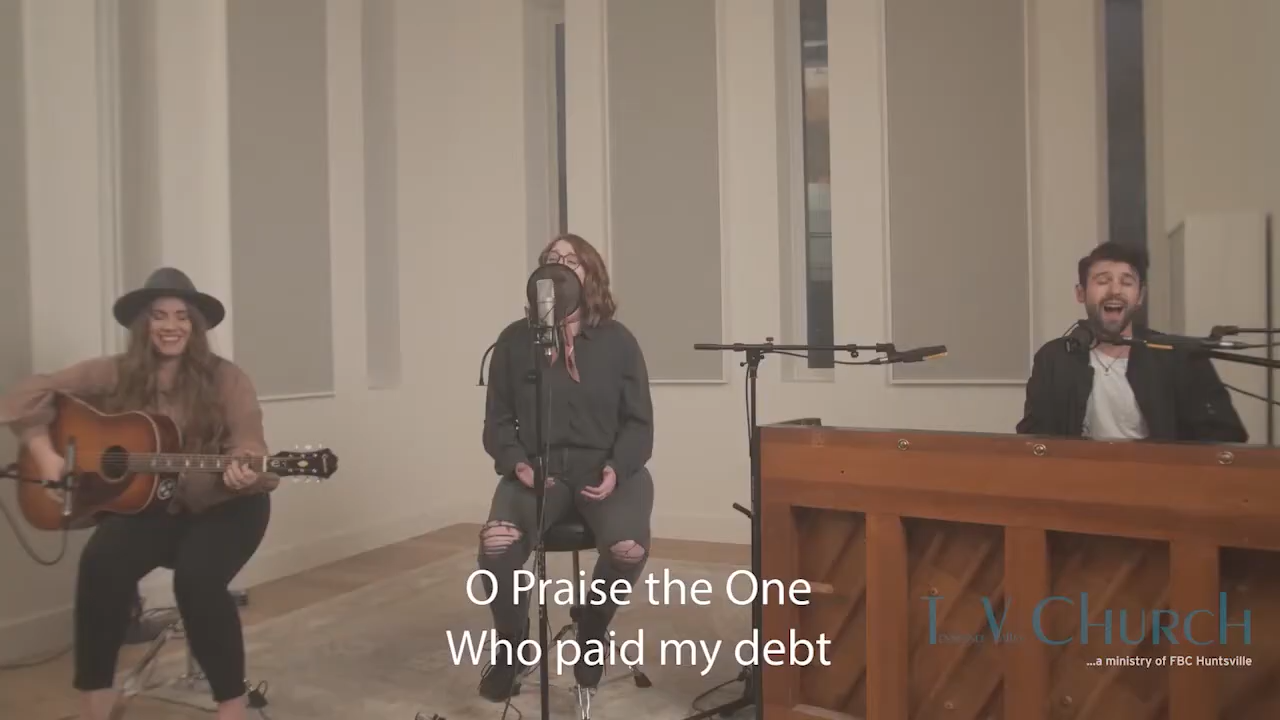 O Praise the One
Who paid my debt
T V Church
...a ministry of FBC Huntsville